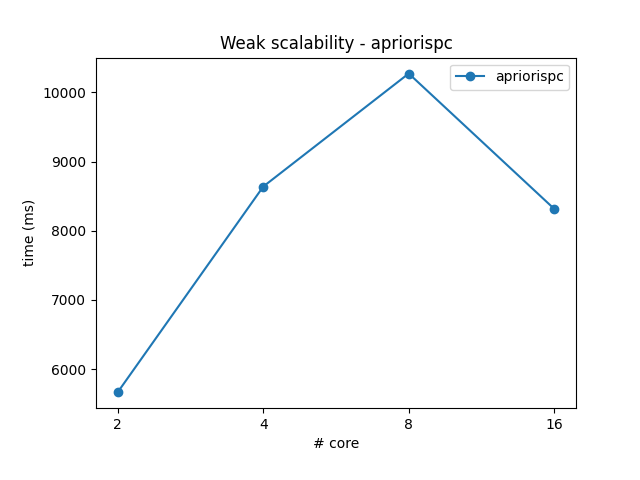 Weak scalability - apriorispc
apriorispc
10000
9000
8000
7000
6000
time (ms)
2 4 8 16
# core